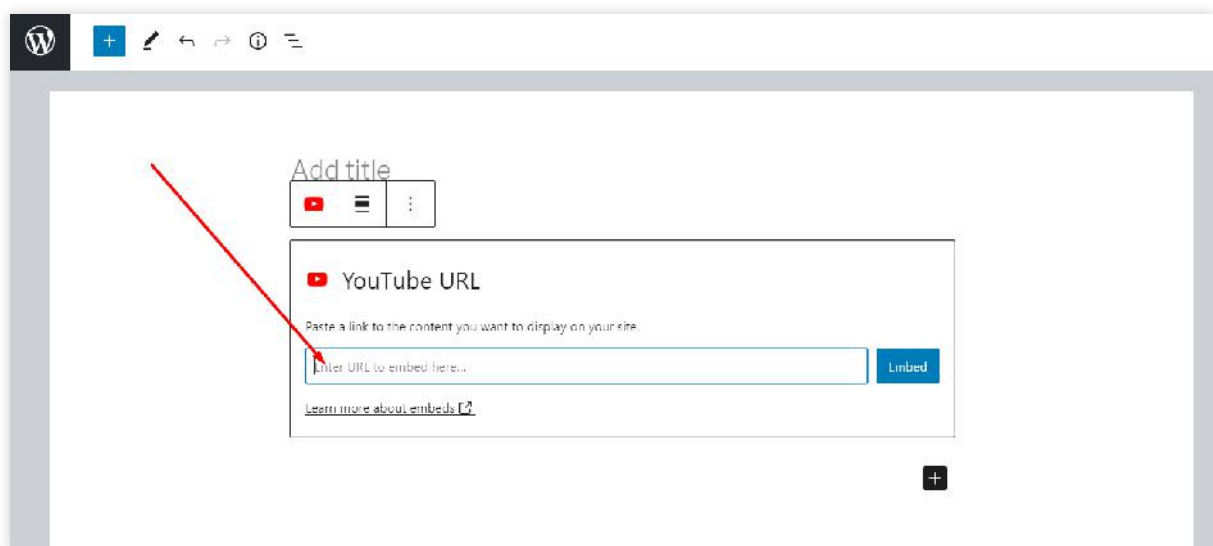 Add title
YouTube URL
Paste a link to the content you want to display on your site.
Enter URL to embed here...
Embed
Learn more about embeds